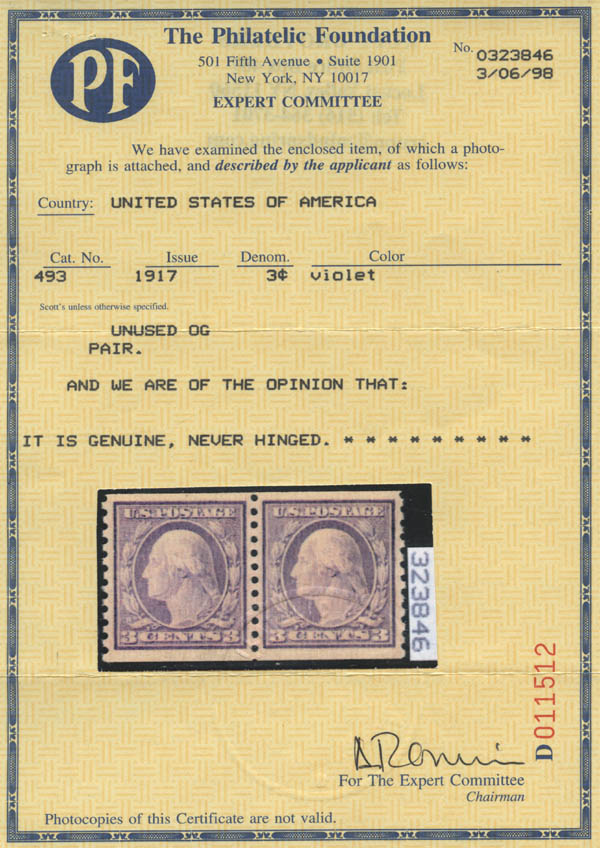 PF
The Philatelic Foundation
501 Fifth Avenue • Suite 1901
New York, NY 10017
EXPERT COMMITTEE
No. 0323846
3/06/98
We have examined the enclosed item, of which a photo-
graph is attached, and described by the applicant as follows:
Country: UNITED STATES OF AMERICA
Cat. No. Issue Denom. Color
493 1917 3¢ violet
Scott's unless otherwise specified.
UNUSED OG
PAIR.
AND WE ARE OF THE OPINION THAT:
IT IS GENUINE, NEVER HINGED. * * * * * * * * *
U.S. POSTAGE U.S. POSTAGE
3 CENTS 3 3 CENTS 3
323846
D011512
For The Expert Committee
Chairman
Photocopies of this Certificate are not valid.